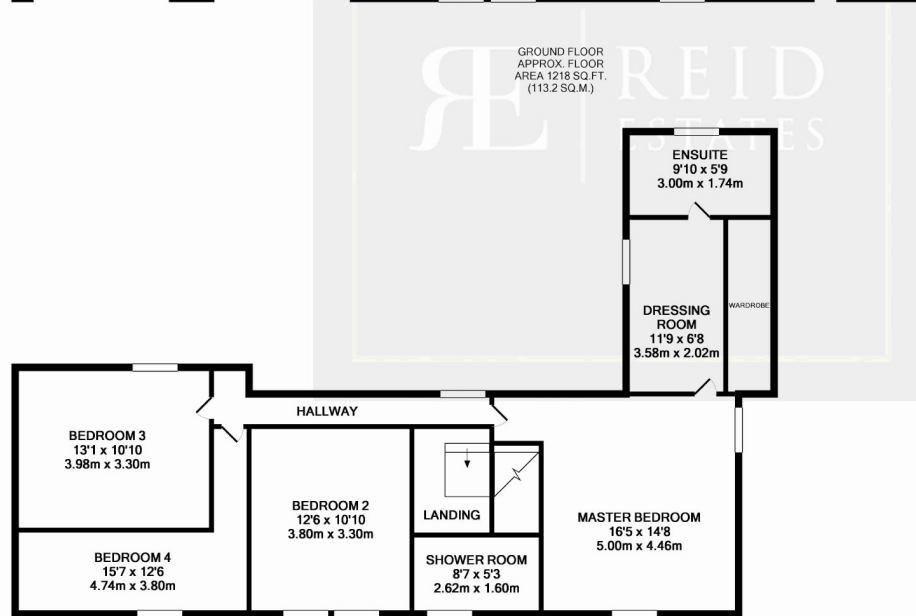 GROUND FLOOR
APPROX. FLOOR
AREA 1218 SQ.FT.
(113.2 SQ.M.)
RE
REID
ESTATES
ENSUITE
9'10 x 5'9
3.00m x 1.74m
DRESSING
ROOM
11'9 x 6'8
3.58m x 2.02m
WARDROBE
HALLWAY
BEDROOM 3
13'1 x 10'10
3.98m x 3.30m
BEDROOM 2
12'6 x 10'10
3.80m x 3.30m
LANDING
MASTER BEDROOM
16'5 x 14'8
5.00m x 4.46m
BEDROOM 4
15'7 x 12'6
4.74m x 3.80m
SHOWER ROOM
8'7 x 5'3
2.62m x 1.60m